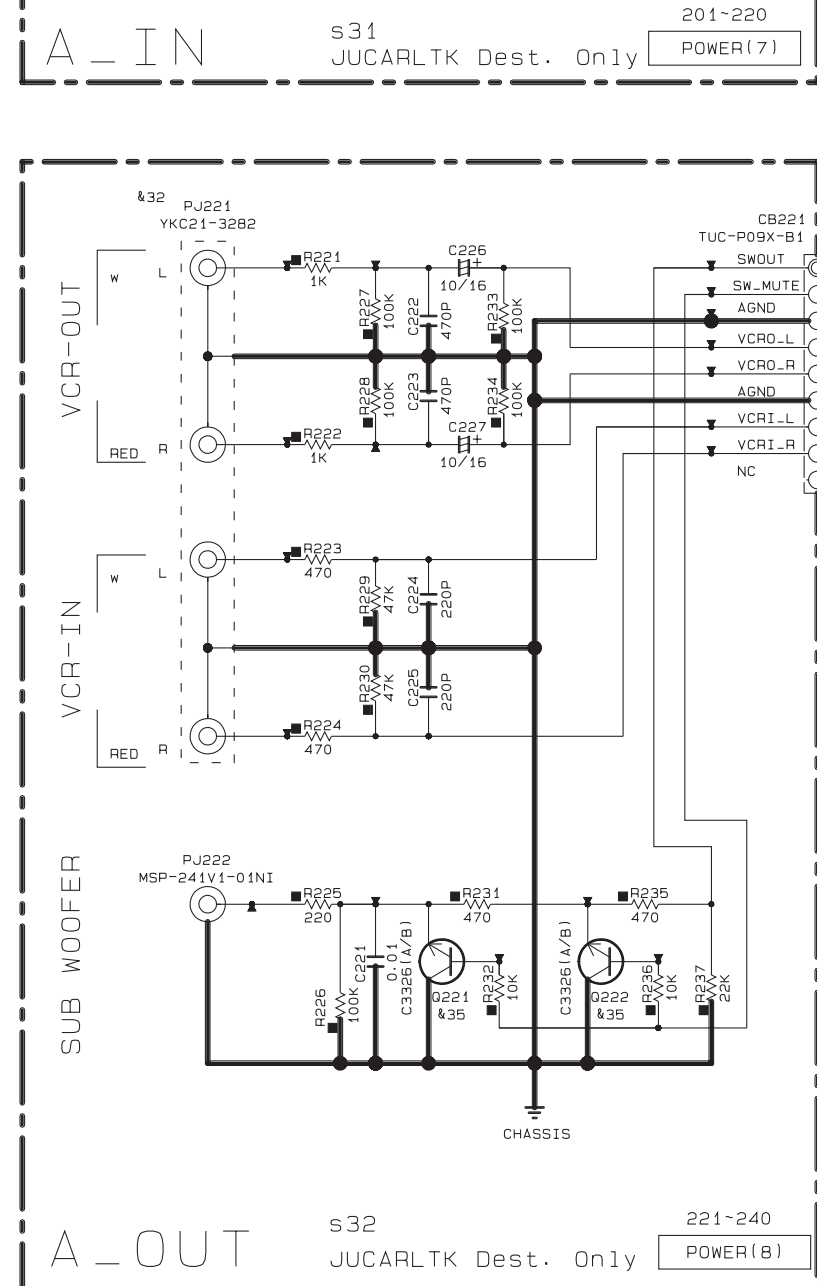 A_IN
s31
JUCARLTK Dest. Only
201~220
POWER(7)
&32
PJ221
YKC21-3282
CB221
TUC-P09X-B1
VCR-OUT
W
L
RED
R
R221
1K
R227
100K
C222
470P
C226
+
10/16
R233
100K
R228
100K
C223
470P
R234
100K
R222
1K
C227
+
10/16
SWOUT
SW_MUTE
AGND
VCRO_L
VCRO_R
AGND
VCRI_L
VCRI_R
NC
VCR-IN
W
L
RED
R
R223
470
R229
47K
C224
220P
R230
47K
C225
220P
R224
470
SUB WOOFER
PJ222
MSP-241V1-01NI
R225
220
R231
470
R235
470
R226
100K
C221
0.01
C3326(A/B)
Q221
&35
R232
10K
C3326(A/B)
Q222
&35
R236
10K
R237
22K
CHASSIS
A_OUT
s32
JUCARLTK Dest. Only
221~240
POWER(8)